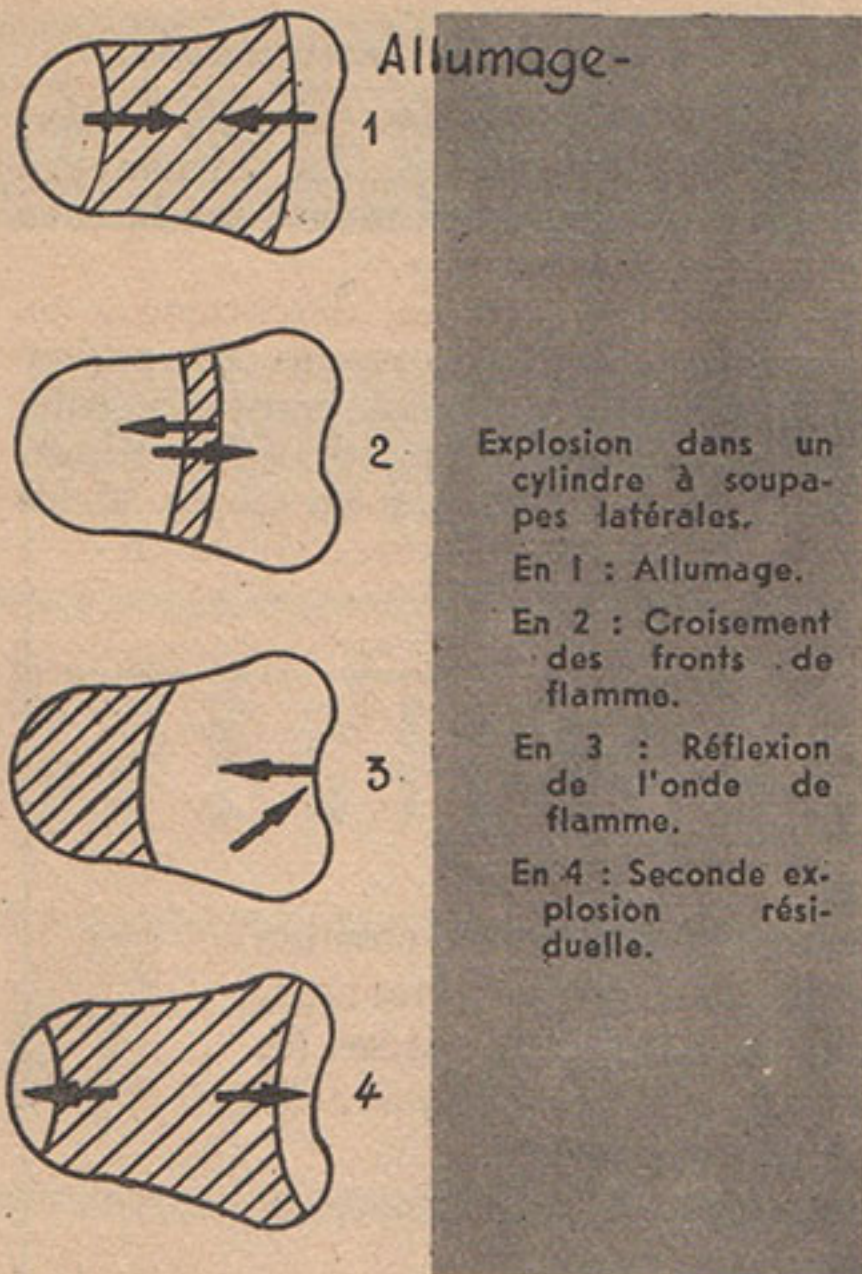 Allumage-
1
2
3
4
Explosion dans un
cylindre à soupa-
pes latérales.
En 1 : Allumage.
En 2 : Croisement
des fronts de
flamme.
En 3 : Réflexion
de l'onde de
flamme.
En 4 : Seconde ex-
plosion rési-
duelle.